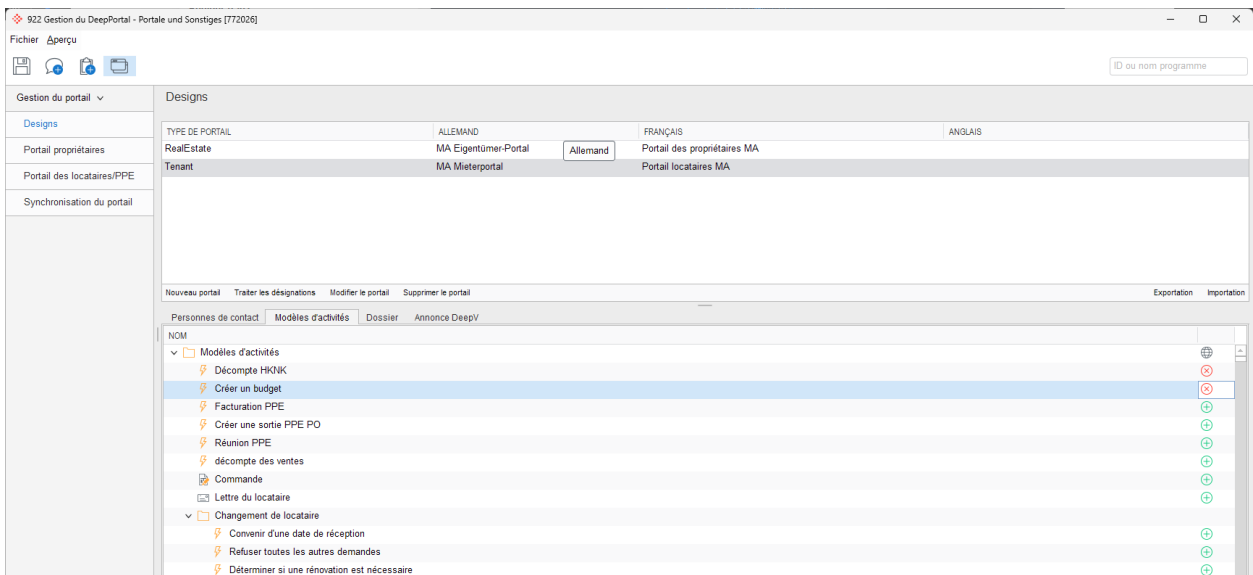 922 Gestion du DeepPortal - Portale und Sonstiges [772026]
Fichier Aperçu
ID ou nom programme
Gestion du portail
Designs
Designs
Portail propriétaires
Portail des locataires/PPE
Synchronisation du portail
TYPE DE PORTAIL ALLEMAND FRANÇAIS ANGLAIS
RealEstate MA Eigentümer-Portal Allemand Portail des propriétaires MA
Tenant MA Mieterportal Portail locataires MA
Nouveau portail Traiter les désignations Modifier le portail Supprimer le portail Exportation Importation
Personnes de contact Modèles d'activités Dossier Annonce DeepV
NOM
Modèles d'activités
Décompte HKNK
Créer un budget
Facturation PPE
Créer une sortie PPE PO
Réunion PPE
décompte des ventes
Commande
Lettre du locataire
Changement de locataire
Convenir d'une date de réception
Refuser toutes les autres demandes
Déterminer si une rénovation est nécessaire